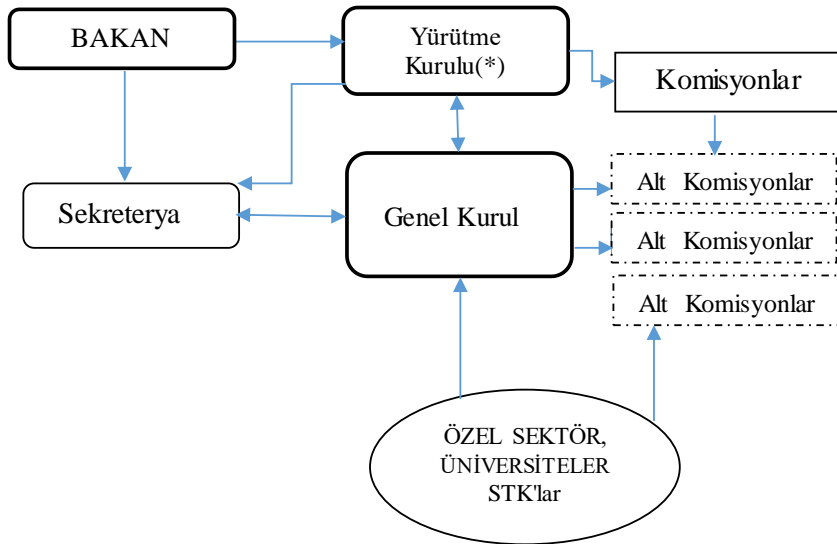 BAKAN
Yürütme
Kurulu(*)
Komisyonlar
Alt Komisyonlar
Sekreterya
Genel Kurul
Alt Komisyonlar
Alt Komisyonlar
ÖZEL SEKTÖR,
ÜNİVERSİTELER
STK'lar